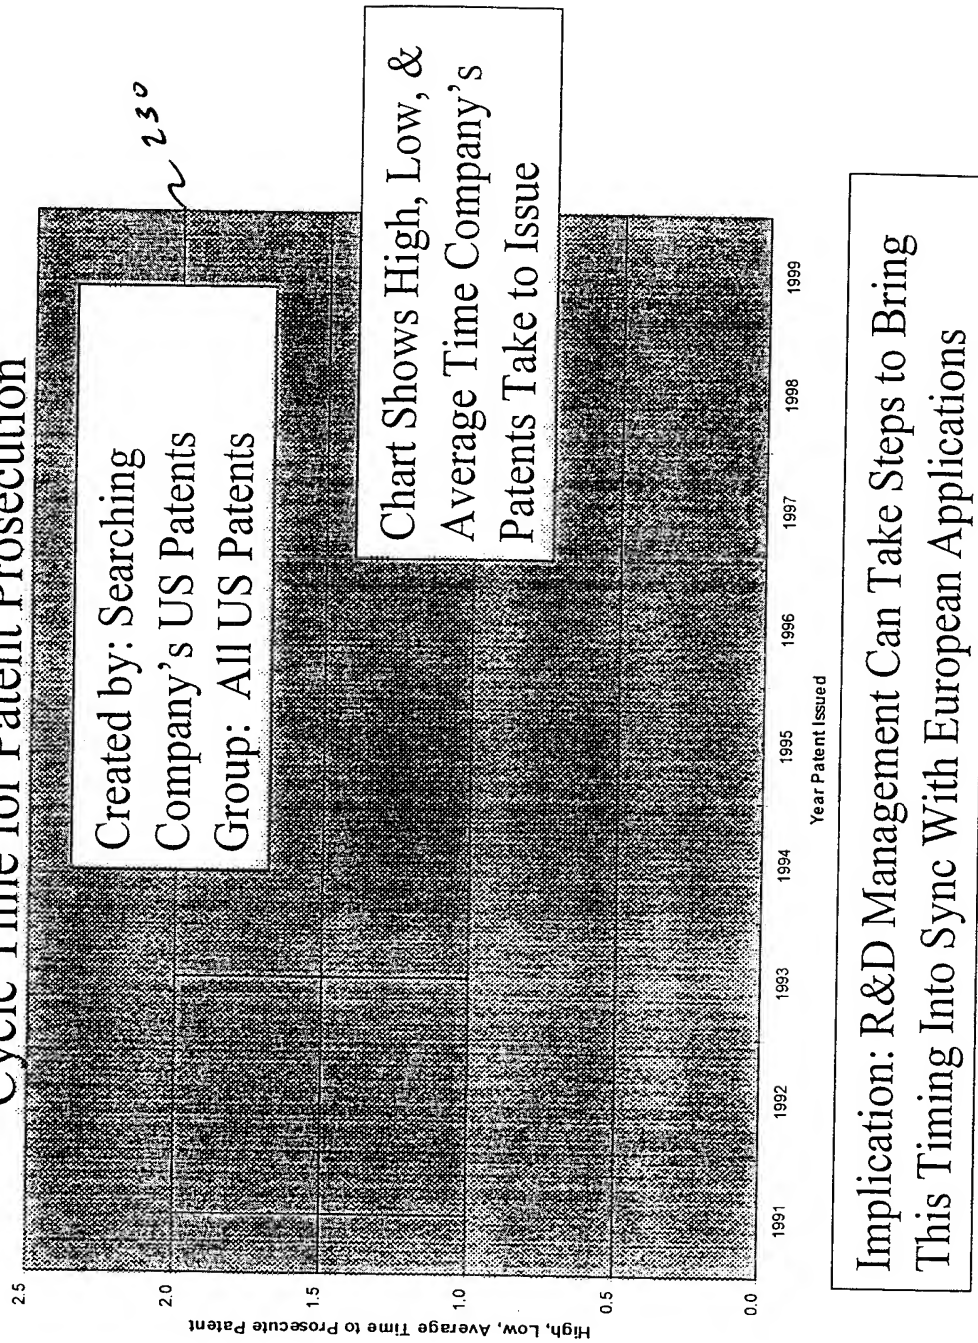 Cycle Time for Patent Prosecution
230
Created by: Searching
Company's US Patents
Group: All US Patents
Chart Shows High, Low, &
Average Time Company's
Patents Take to Issue
High, Low, Average Time to Prosecute Patent
2.5
2.0
1.5
1.0
0.5
0.0
1991
1992
1993
1994
1995
1996
1997
1998
1999
Year Patent Issued
Implication: R&D Management Can Take Steps to Bring
This Timing Into Sync With European Applications